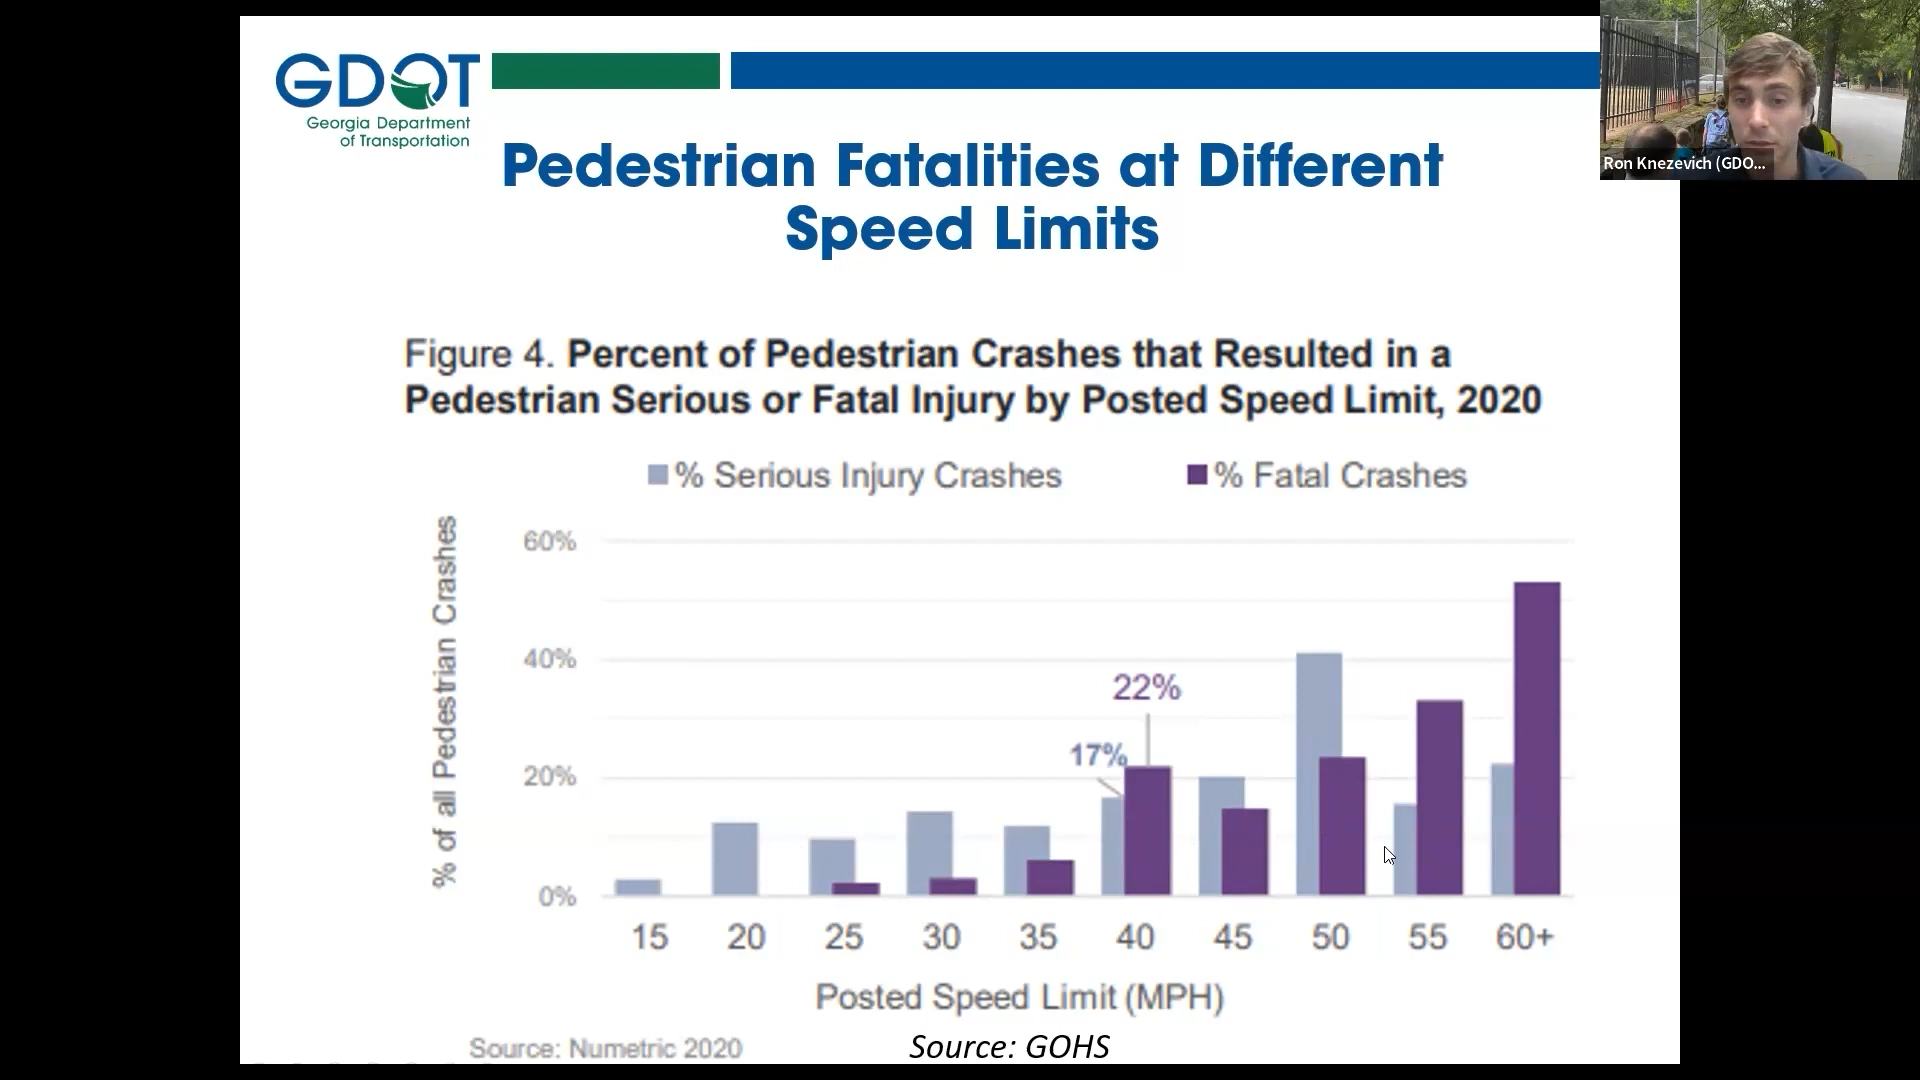 GDOT
Georgia Department
of Transportation
Ron Knezevich (GDO...
Pedestrian Fatalities at Different
Speed Limits
Figure 4. Percent of Pedestrian Crashes that Resulted in a
Pedestrian Serious or Fatal Injury by Posted Speed Limit, 2020
% Serious Injury Crashes
% Fatal Crashes
% of all Pedestrian Crashes
60%
40%
20%
0%
22%
17%
15 20 25 30 35 40 45 50 55 60+
Posted Speed Limit (MPH)
Source: Numetric 2020
Source: GOHS